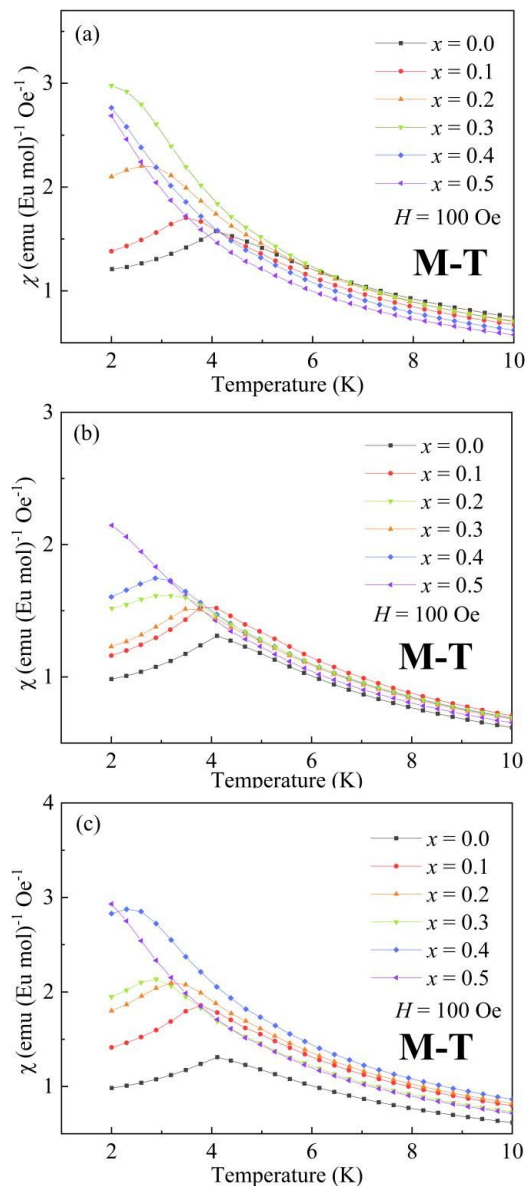 (a)
x = 0.0
x = 0.1
x = 0.2
x = 0.3
x = 0.4
x = 0.5
H = 100 Oe
M-T
3
2
1
χ (emu (Eu mol)⁻¹ Oe⁻¹)
2 4 6 8 10
Temperature (K)
(b)
x = 0.0
x = 0.1
x = 0.2
x = 0.3
x = 0.4
x = 0.5
H = 100 Oe
M-T
3
2
1
χ (emu (Eu mol)⁻¹ Oe⁻¹)
2 4 6 8 10
Temperature (K)
(c)
x = 0.0
x = 0.1
x = 0.2
x = 0.3
x = 0.4
x = 0.5
H = 100 Oe
M-T
4
3
2
1
χ (emu (Eu mol)⁻¹ Oe⁻¹)
2 4 6 8 10
Temperature (K)